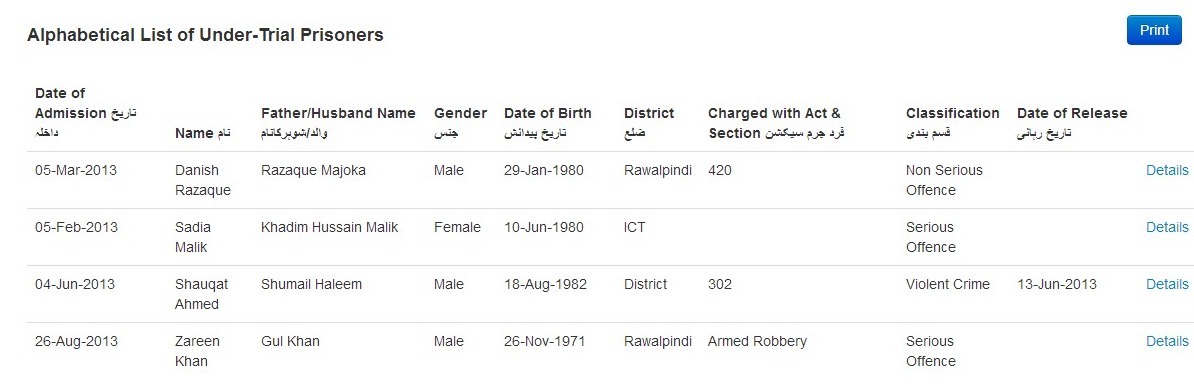 Alphabetical List of Under-Trial Prisoners
Print
Date of
Admission تاریخ
داخلہ
Name نام
Father/Husband Name
والد/شوہرکانام
Gender
جنس
Date of Birth
تاریخ پیدائش
District
ضلع
Charged with Act &
Section فرد جرم سیکشن
Classification
قسم بندی
Date of Release
تاریخ رہائی
05-Mar-2013 Danish Razaque Majoka Male 29-Jan-1980 Rawalpindi 420 Non Serious Details
Razaque Offence
05-Feb-2013 Sadia Khadim Hussain Malik Female 10-Jun-1980 ICT Serious Details
Malik Offence
04-Jun-2013 Shauqat Shumail Haleem Male 18-Aug-1982 District 302 Violent Crime 13-Jun-2013 Details
Ahmed
26-Aug-2013 Zareen Gul Khan Male 26-Nov-1971 Rawalpindi Armed Robbery Serious Details
Khan Offence